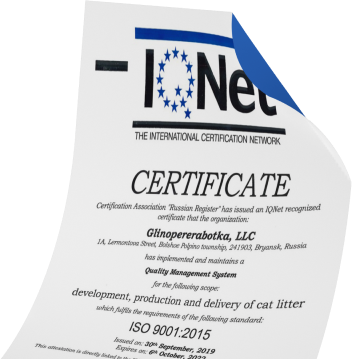 IQNet
THE INTERNATIONAL CERTIFICATION NETWORK
CERTIFICATE
Certification Association "Russian Register" has issued an IQNet recognized
certificate that the organization:
Glinopererabotka, LLC
1A, Lermontova Street, Bolshoe Polpino township, 241903, Bryansk, Russia
has implemented and maintains a
Quality Management System
for the following scope:
development, production and delivery of cat litter
which fulfils the requirements of the following standard:
ISO 9001:2015
Issued on: 30th September, 2019
Expires on: 6th October, 2022
This attestation is directly linked to the